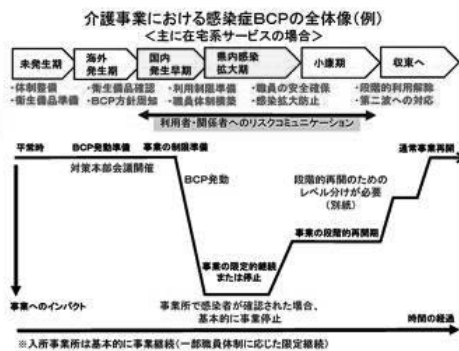 介護事業における感染症BCPの全体像(例)
<主に在宅系サービスの場合>
未発生期
海外
発生期
国内
発生早期
県内感染
拡大期
小康期
収束へ
・体制整備
・衛生備品準備
・衛生備品確認
・BCP方針周知
・利用制限準備
・職員体制構築
・職員の安全確保
・感染拡大防止
・段階的利用解除
・第二波への対応
利用者・関係者へのリスクコミュニケーション
平常時
BCP発動準備
事業の制限準備
通常事業再開
対策本部会議開催
BCP発動
段階的再開のための
レベル分けが必要
(別紙)
事業の段階的再開期
事業の限定的継続
または停止
事業へのインパクト
事業所で感染者が確認された場合、
基本的に事業停止
時間の経過
※入所事業所は基本的に事業継続(一部職員体制に応じた限定継続)